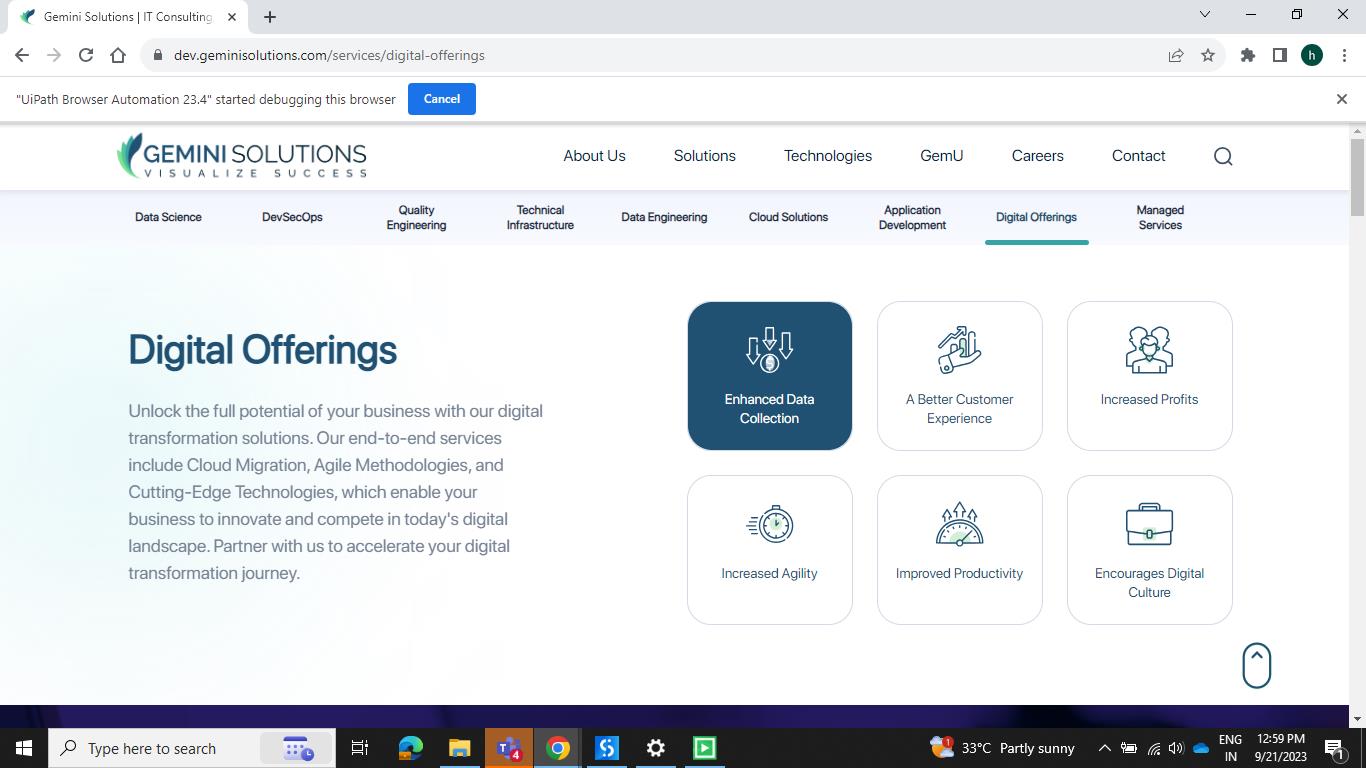 Gemini Solutions | IT Consulting
dev.geminisolutions.com/services/digital-offerings
h
"UiPath Browser Automation 23.4" started debugging this browser
Cancel
GEMINI SOLUTIONS
VISUALIZE SUCCESS
About Us
Solutions
Technologies
GemU
Careers
Contact
Data Science
DevSecOps
Quality
Engineering
Technical
Infrastructure
Data Engineering
Cloud Solutions
Application
Development
Digital Offerings
Managed
Services
Digital Offerings
Unlock the full potential of your business with our digital
transformation solutions. Our end-to-end services
include Cloud Migration, Agile Methodologies, and
Cutting-Edge Technologies, which enable your
business to innovate and compete in today's digital
landscape. Partner with us to accelerate your digital
transformation journey.
Enhanced Data
Collection
A Better Customer
Experience
Increased Profits
Increased Agility
Improved Productivity
Encourages Digital
Culture
Type here to search
4
1
33°C Partly sunny
ENG
IN
12:59 PM
9/21/2023
1